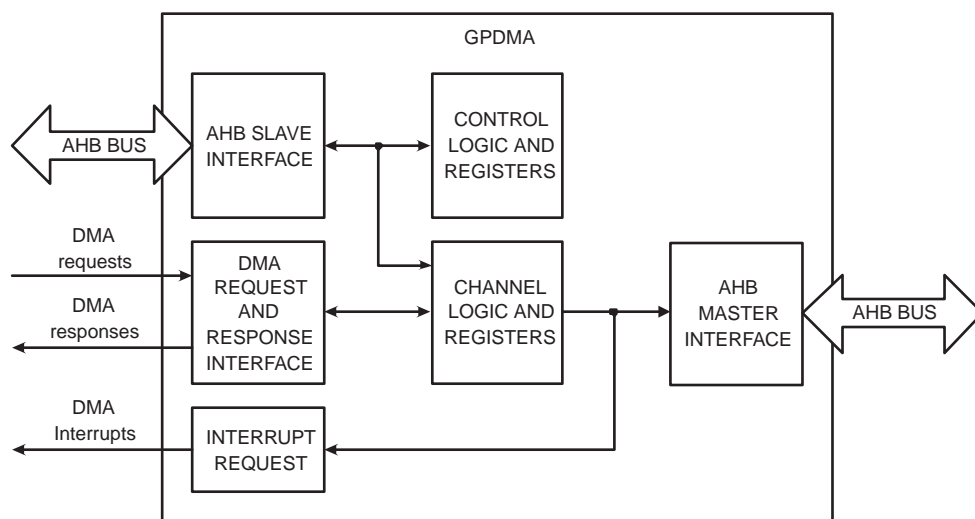 GPDMA
AHB BUS
AHB SLAVE
INTERFACE
CONTROL
LOGIC AND
REGISTERS
DMA
requests
DMA
responses
DMA
REQUEST
AND
RESPONSE
INTERFACE
CHANNEL
LOGIC AND
REGISTERS
AHB
MASTER
INTERFACE
AHB BUS
DMA
Interrupts
INTERRUPT
REQUEST